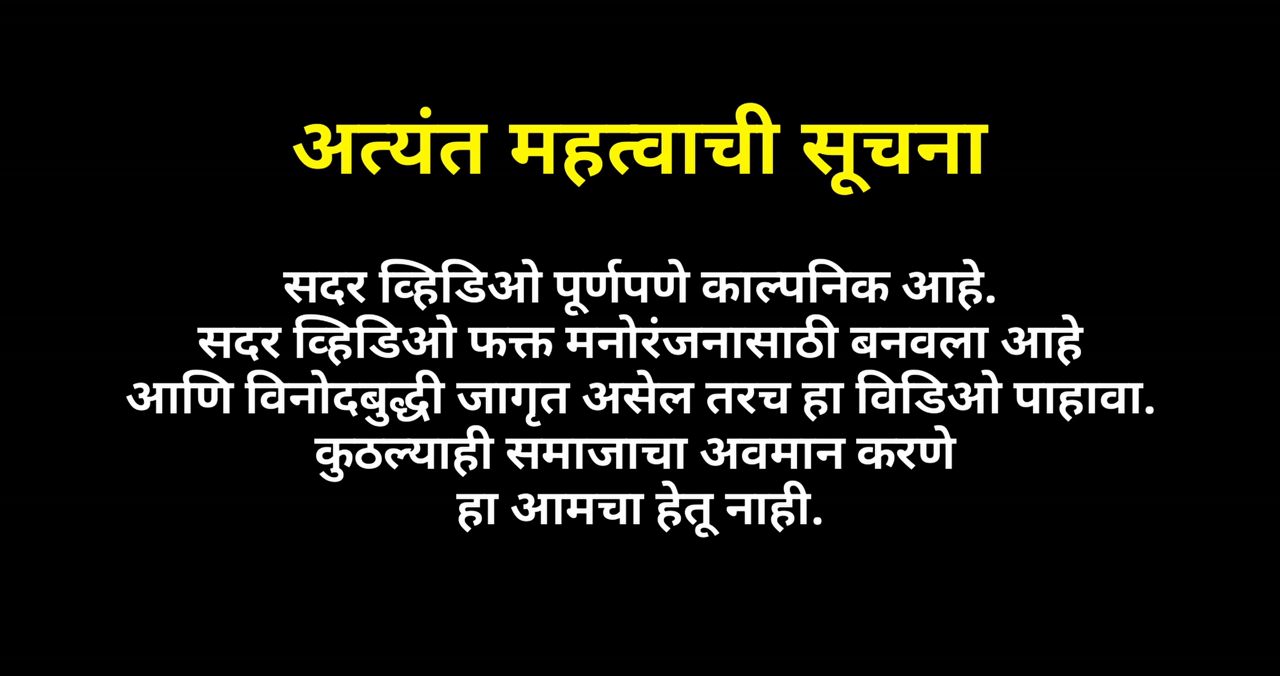 अत्यंत महत्वाची सूचना
सदर व्हिडिओ पूर्णपणे काल्पनिक आहे.
सदर व्हिडिओ फक्त मनोरंजनासाठी बनवला आहे
आणि विनोदबुद्धी जागृत असेल तरच हा विडिओ पाहावा.
कुठल्याही समाजाचा अवमान करणे
हा आमचा हेतू नाही.